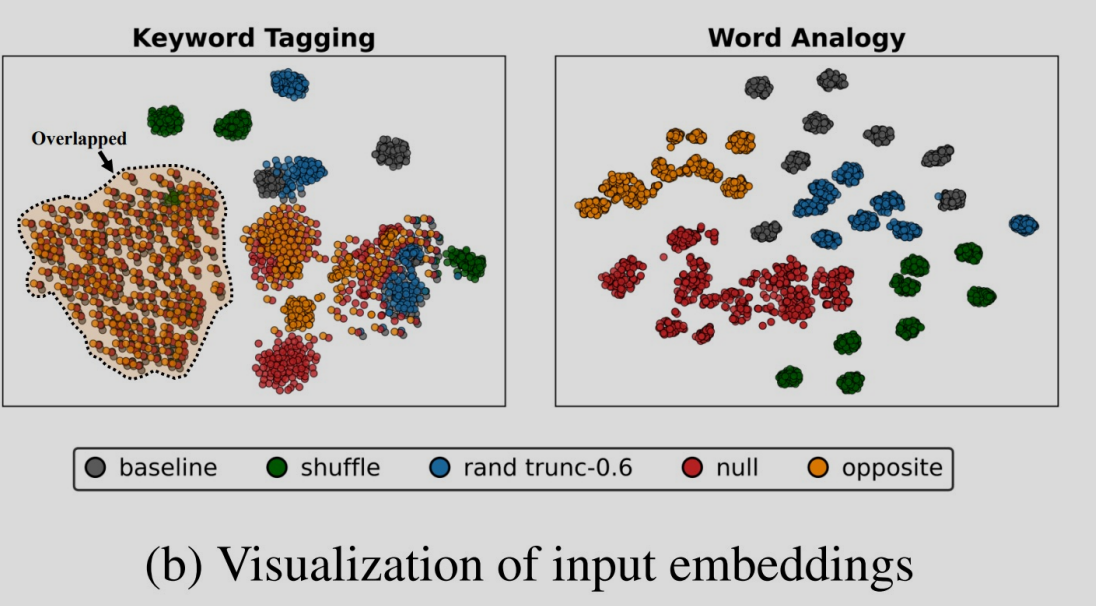 Keyword Tagging
Word Analogy
Overlapped
baseline
shuffle
rand trunc-0.6
null
opposite
(b) Visualization of input embeddings